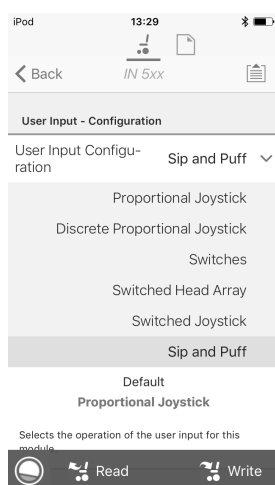 iPod 13:29
Back IN 5xx
User Input - Configuration
User Input Configu-
ration
Sip and Puff
Proportional Joystick
Discrete Proportional Joystick
Switches
Switched Head Array
Switched Joystick
Sip and Puff
Default
Proportional Joystick
Selects the operation of the user input for this
module.
Read Write